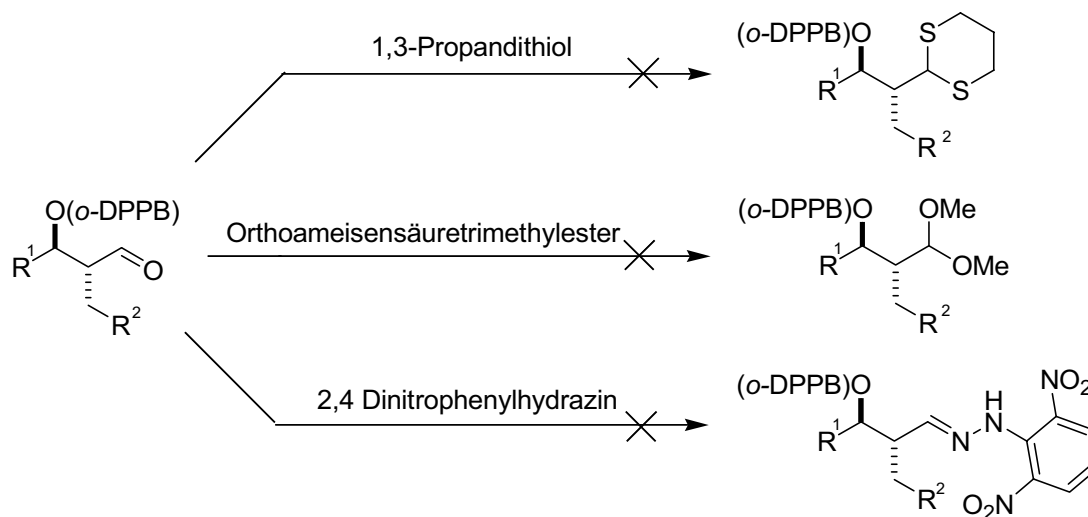 1,3-Propandithiol
(o-DPPB)O
S
S
R1
R2
O(o-DPPB)
R1
O
R2
Orthoameisensäuretrimethylester
(o-DPPB)O
OMe
R1
OMe
R2
2,4 Dinitrophenylhydrazin
(o-DPPB)O
NO2
H
R1
N
N
R2
O2N